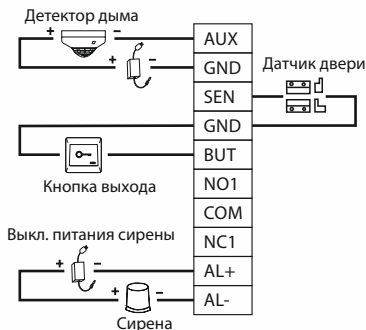 Детектор дыма
+ −
+ −
AUX
GND
Датчик двери
SEN
GND
BUT
Кнопка выхода
NO1
COM
NC1
Выкл. питания сирены
+ −
AL+
+ −
AL-
Сирена